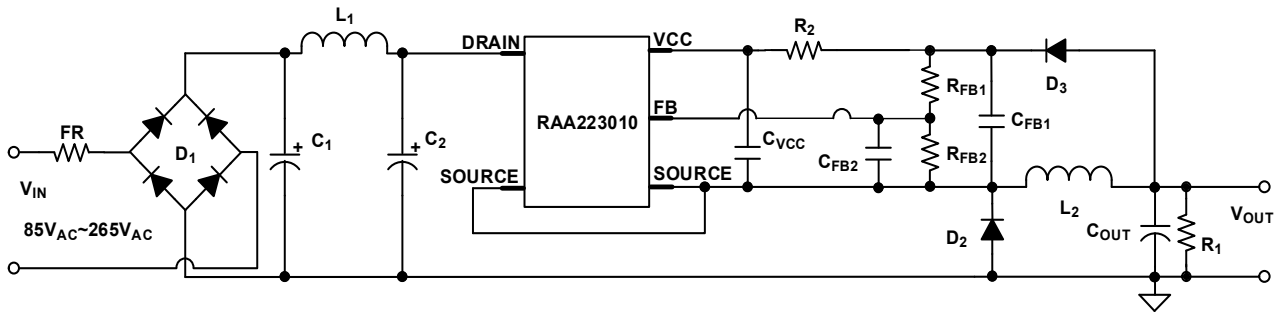 L1
R2
DRAIN
VCC
D3
RFB1
FR
RAA223010
FB
CFB1
D1
C1
C2
CVCC
CFB2
RFB2
VIN
SOURCE
SOURCE
L2
VOUT
85VAC~265VAC
D2
COUT
R1
+
+